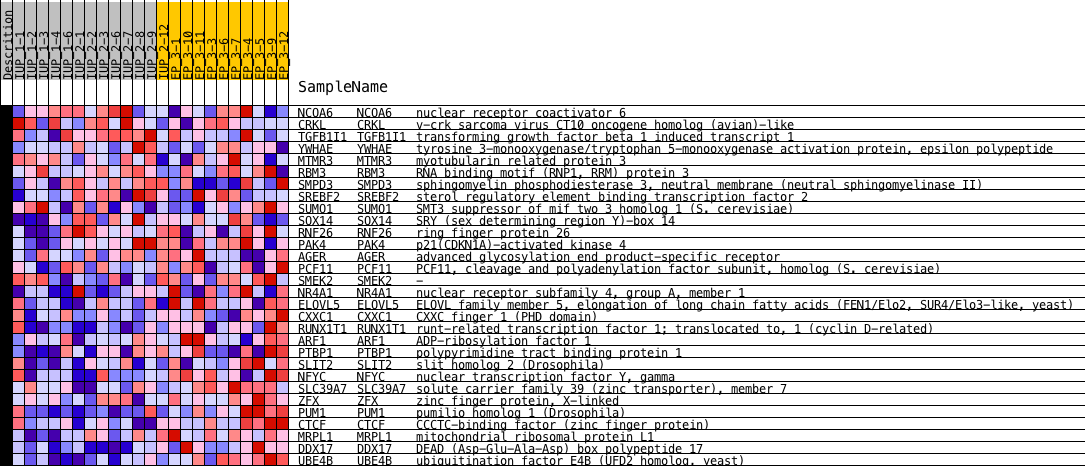 Descrition
IUP_1-1
IUP_1-2
IUP_1-6
IUP_2-1
IUP_2-2
IUP_2-3
IUP_2-6
IUP_2-7
IUP_2-8
IUP_2-9
IUP_2-12
EP_3-1
EP_3-10
EP_3-11
EP_3-3
EP_3-6
EP_3-7
EP_3-4
EP_3-5
EP_3-9
EP_3-12
SampleName
NCOA6 NCOA6 nuclear receptor coactivator 6
CRKL CRKL v-crk sarcoma virus CT10 oncogene homolog (avian)-like
TGFB1I1 TGFB1I1 transforming growth factor beta 1 induced transcript 1
YWHAE YWHAE tyrosine 3-monooxygenase/tryptophan 5-monooxygenase activation protein, epsilon polypeptide
MTMR3 MTMR3 myotubularin related protein 3
RBM3 RBM3 RNA binding motif (RNP1, RRM) protein 3
SMPD3 SMPD3 sphingomyelin phosphodiesterase 3, neutral membrane (neutral sphingomyelinase II)
SREBF2 SREBF2 sterol regulatory element binding transcription factor 2
SUMO1 SUMO1 SMT3 suppressor of mif two 3 homolog 1 (S. cerevisiae)
SOX14 SOX14 SRY (sex determining region Y)-box 14
RNF26 RNF26 ring finger protein 26
PAK4 PAK4 p21(CDKN1A)-activated kinase 4
AGER AGER advanced glycosylation end product-specific receptor
PCF11 PCF11 PCF11, cleavage and polyadenylation factor subunit, homolog (S. cerevisiae)
SMEK2 SMEK2 -
NR4A1 NR4A1 nuclear receptor subfamily 4, group A, member 1
ELOVL5 ELOVL5 ELOVL family member 5, elongation of long chain fatty acids (FEN1/Elo2, SUR4/Elo3-like, yeast)
CXXC1 CXXC1 CXXC finger 1 (PHD domain)
RUNX1T1 RUNX1T1 runt-related transcription factor 1; translocated to, 1 (cyclin D-related)
ARF1 ARF1 ADP-ribosylation factor 1
PTBP1 PTBP1 polypyrimidine tract binding protein 1
SLIT2 SLIT2 slit homolog 2 (Drosophila)
NFYC NFYC nuclear transcription factor Y, gamma
SLC39A7 SLC39A7 solute carrier family 39 (zinc transporter), member 7
ZFX ZFX zinc finger protein, X-linked
PUM1 PUM1 pumilio homolog 1 (Drosophila)
CTCF CTCF CCCTC-binding factor (zinc finger protein)
MRPL1 MRPL1 mitochondrial ribosomal protein L1
DDX17 DDX17 DEAD (Asp-Glu-Ala-Asp) box polypeptide 17
UBE4B UBE4B ubiquitination factor E4B (UFD2 homolog, yeast)